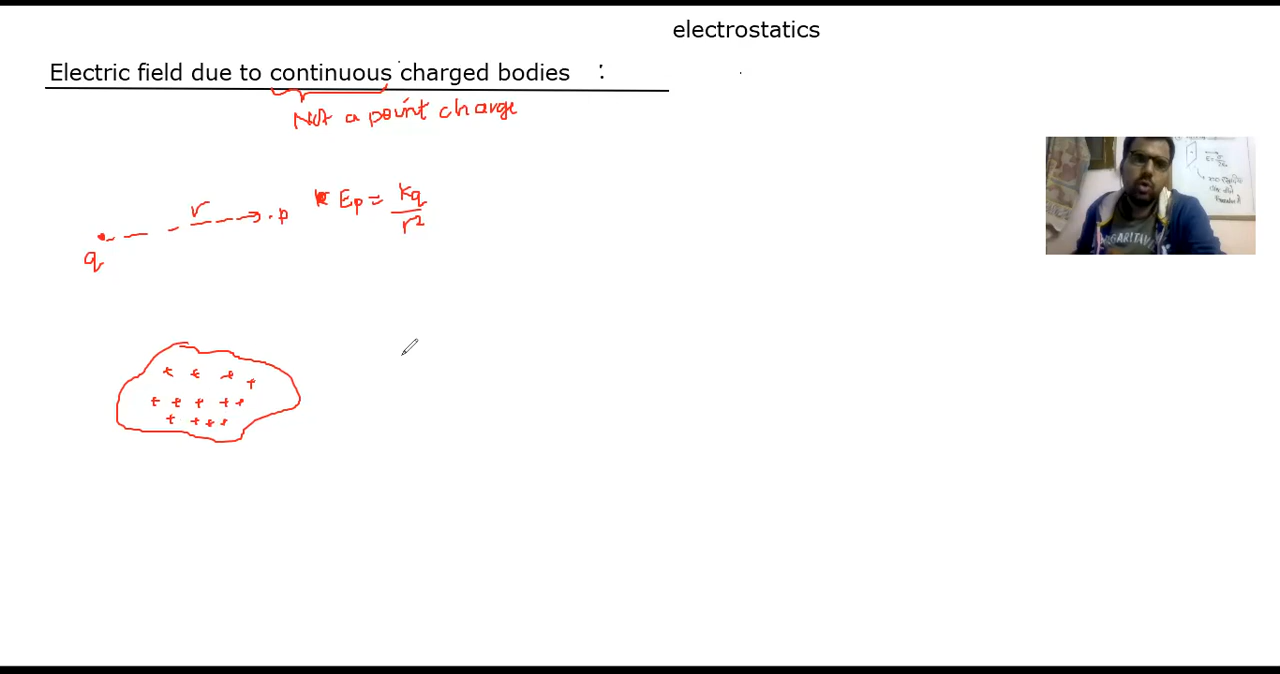 electrostatics
Electric field due to continuous charged bodies :
Not a point charge
q
r
p
Ep = kq/r²
+ + + +
+ + + + +
+ + + +